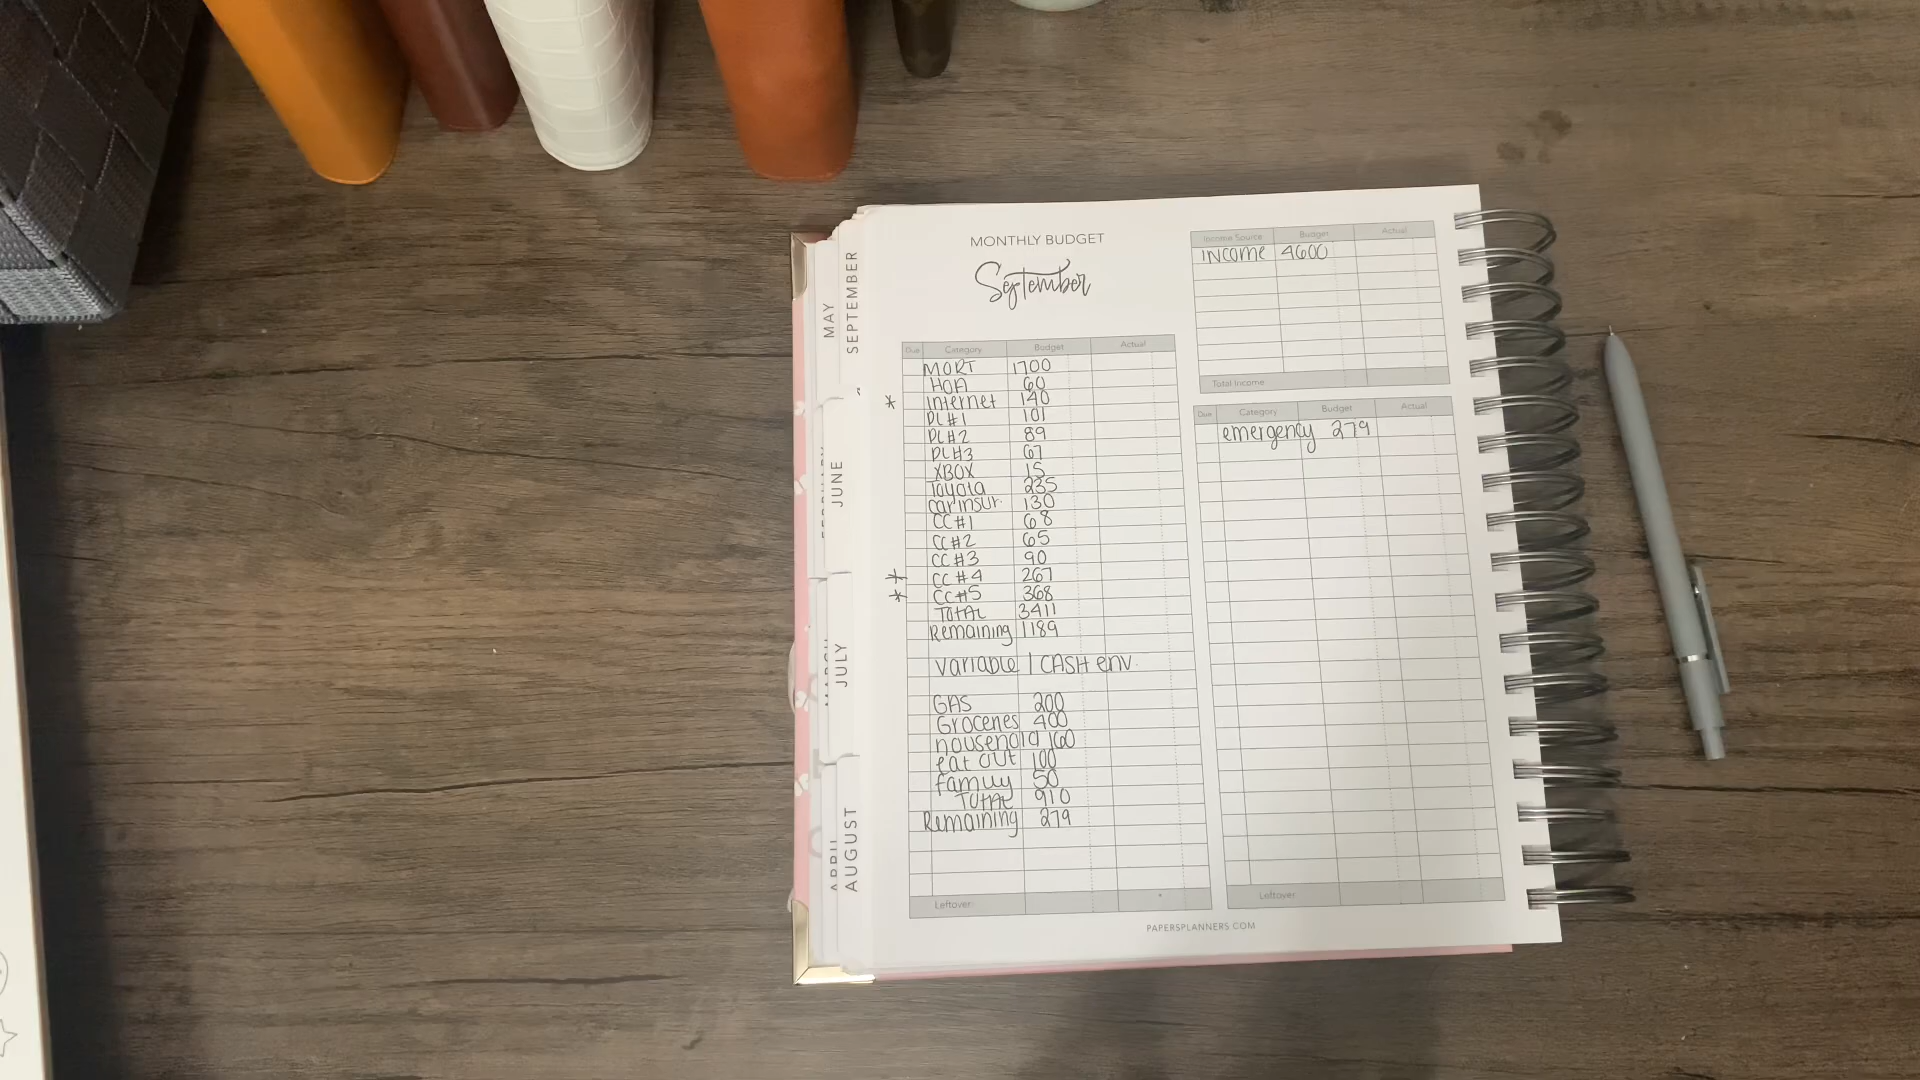 MONTHLY BUDGET
September
Due Category Budget Actual
MORT 1700
HOA 60
* Internet 140
PL#1 101
PL#2 89
PL#3 67
XBOX 15
Toyota 235
car insur. 130
CC#1 68
CC#2 65
CC#3 90
** CC#4 267
** CC#5 368
TOTAL 3411
Remaining 1189
Variable | CASH env.
GAS 200
Groceries 400
household 160
eat OUT 100
family 50
TOTAL 910
Remaining 279
Leftover:
Income Source Budget Actual
INCOME 4600
Total Income
Due Category Budget Actual
emergency 279
Leftover:
PAPERSPLANNERS.COM
MAY
SEPTEMBER
JUNE
JULY
APRIL
AUGUST